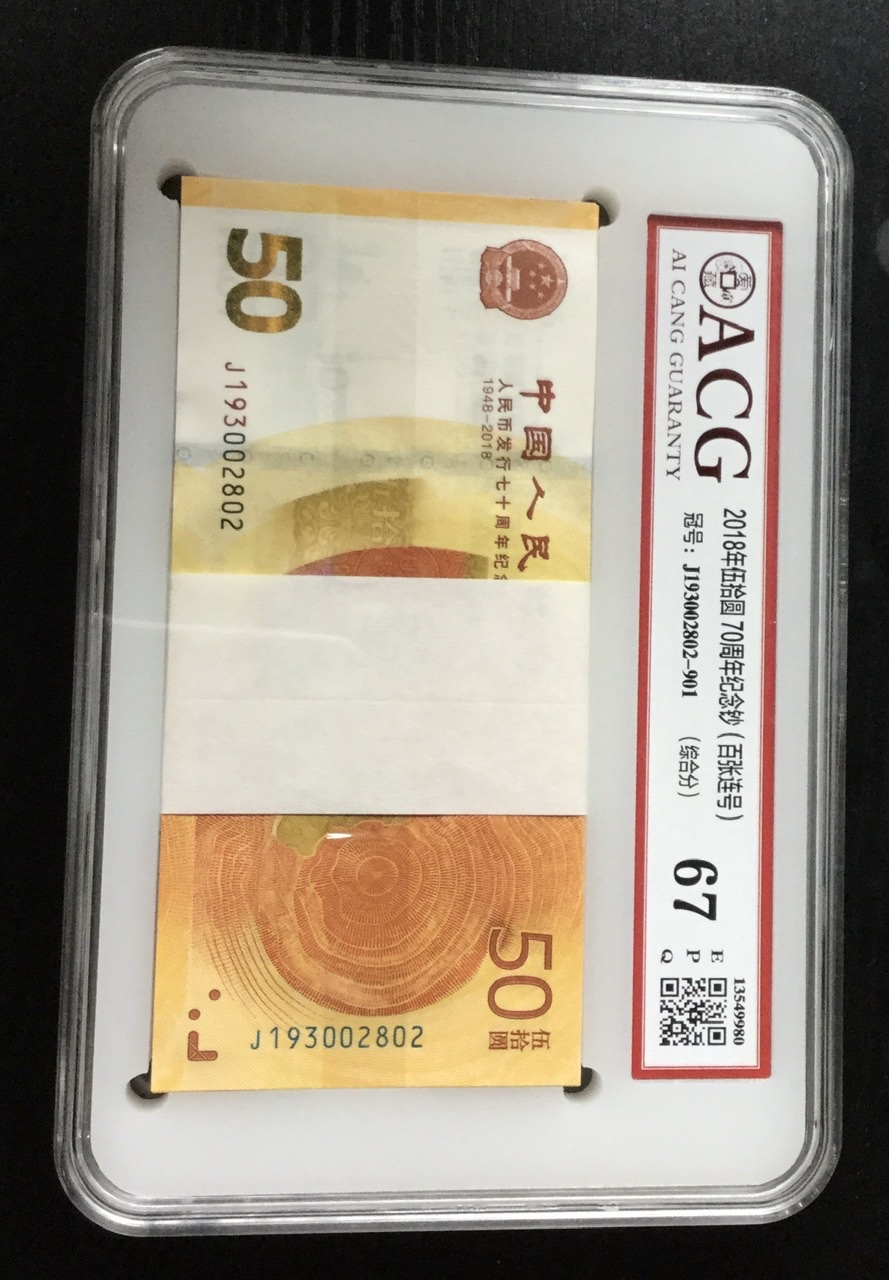 ACG
AI CANG GUARANTY
2018年伍拾圆 70周年纪念钞（百张连号）
冠号：J193002802-901 （综合分）
67
E
P
Q
13549980
中国人民
人民币发行七十周年纪
1948-2018
50
J193002802
50
伍拾圆
J193002802